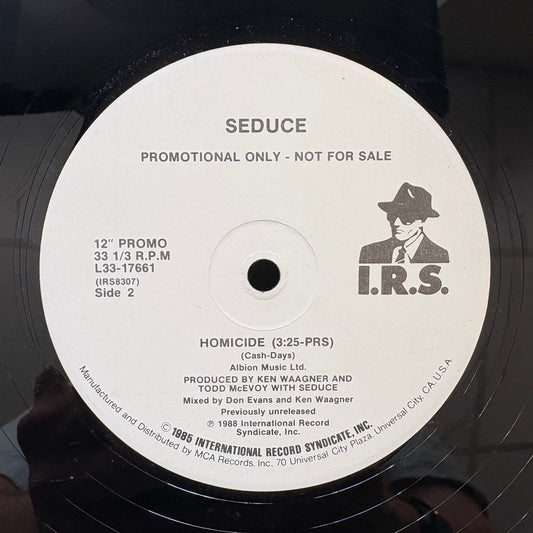 SEDUCE
PROMOTIONAL ONLY - NOT FOR SALE
12" PROMO
33 1/3 R.P.M
L33-17661
(IRS8307)
Side 2
I.R.S.
HOMICIDE (3:25-PRS)
(Cash-Days)
Albion Music Ltd.
PRODUCED BY KEN WAAGNER AND
TODD McEVOY WITH SEDUCE
Mixed by Don Evans and Ken Waagner
Previously unreleased
℗ 1988 International Record
Syndicate, Inc.
© 1985 INTERNATIONAL RECORD SYNDICATE, INC.
Manufactured and Distributed by MCA Records, Inc. 70 Universal City Plaza, Universal City, CA U.S.A.